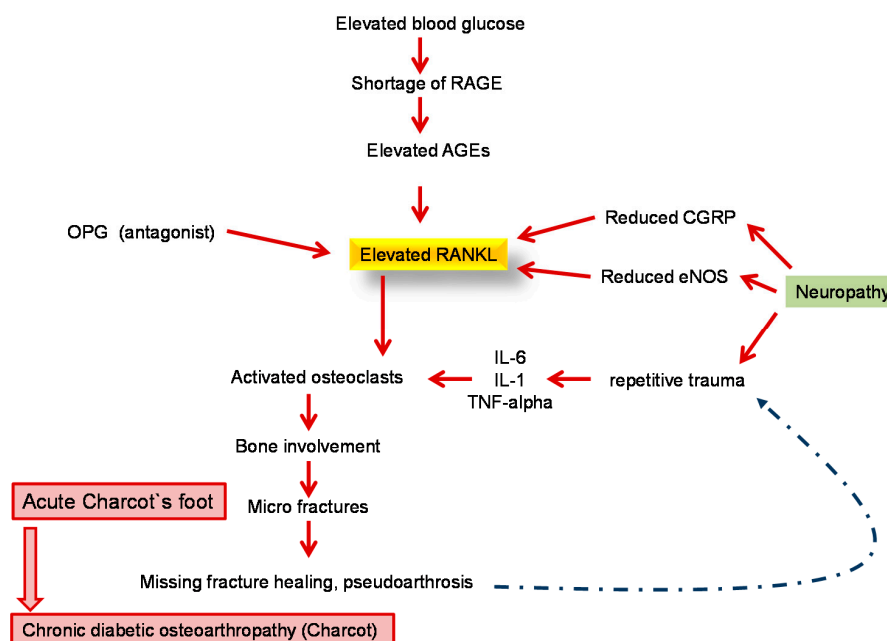 Elevated blood glucose
Shortage of RAGE
Elevated AGEs
OPG (antagonist)
Elevated RANKL
Reduced CGRP
Reduced eNOS
Neuropathy
Activated osteoclasts
IL-6
IL-1
TNF-alpha
repetitive trauma
Bone involvement
Acute Charcot`s foot
Micro fractures
Missing fracture healing, pseudoarthrosis
Chronic diabetic osteoarthropathy (Charcot)